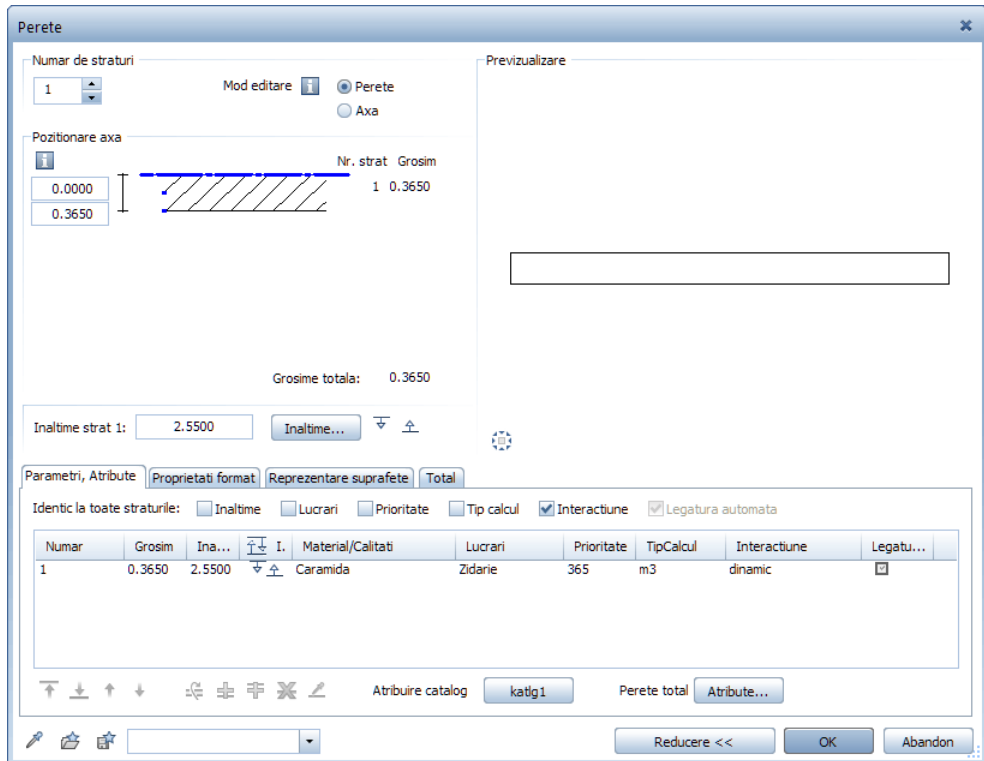 Perete
Numar de straturi
1
Mod editare
Perete
Axa
Pozitionare axa
Nr. strat Grosim
0.0000
1 0.3650
0.3650
Grosime totala: 0.3650
Inaltime strat 1: 2.5500 Inaltime...
Previzualizare
Parametri, Atribute Proprietati format Reprezentare suprafete Total
Identic la toate straturile: Inaltime Lucrari Prioritate Tip calcul Interactiune Legatura automata
Numar Grosim Ina... I. Material/Calitati Lucrari Prioritate TipCalcul Interactiune Legatu...
1 0.3650 2.5500 Caramida Zidarie 365 m3 dinamic
Atribuire catalog katlg1 Perete total Atribute...
Reducere << OK Abandon